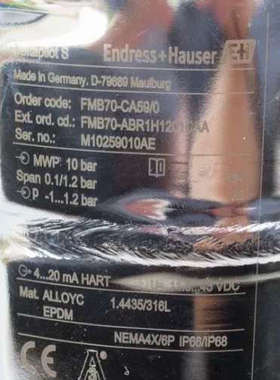 S Endress+Hauser EH
Made in Germany, D-79689 Maulburg
Order code: FMB70-CA59/0
Ext. ord. cd.: FMB70-ABR1H12
Ser. no.: M10259010AE
MWP 10 bar
Span 0.1/1.2 bar
P -1...1.2 bar
4...20 mA HART VDC
Mat. ALLOYC 1.4435/316L
EPDM
NEMA4X/6P IP66/IP68
CE